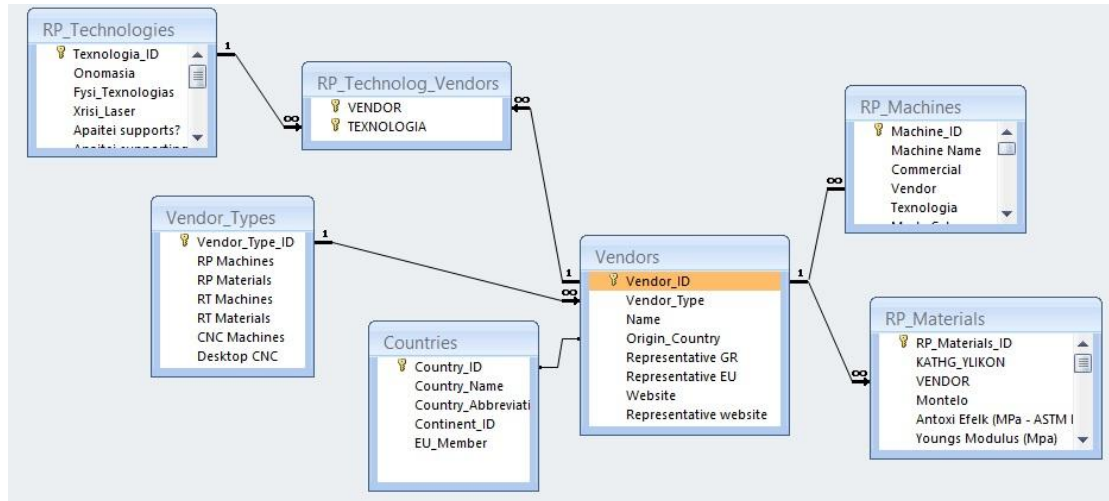 RP_Technologies
Texnologia_ID
Onomasia
Fysi_Texnologias
Xrisi_Laser
Apaitei supports?
1
∞
RP_Technolog_Vendors
VENDOR
TEXNOLOGIA
∞
RP_Machines
Machine_ID
Machine Name
Commercial
Vendor
Texnologia
∞
Vendor_Types
Vendor_Type_ID
RP Machines
RP Materials
RT Machines
RT Materials
CNC Machines
Desktop CNC
1
Vendors
Vendor_ID
Vendor_Type
Name
Origin_Country
Representative GR
Representative EU
Website
Representative website
1
∞
1
Countries
Country_ID
Country_Name
Country_Abbreviati
Continent_ID
EU_Member
RP_Materials
RP_Materials_ID
KATHG_YLIKON
VENDOR
Montelo
Antoxi Efelk (MPa - ASTM
Youngs Modulus (Mpa)
∞